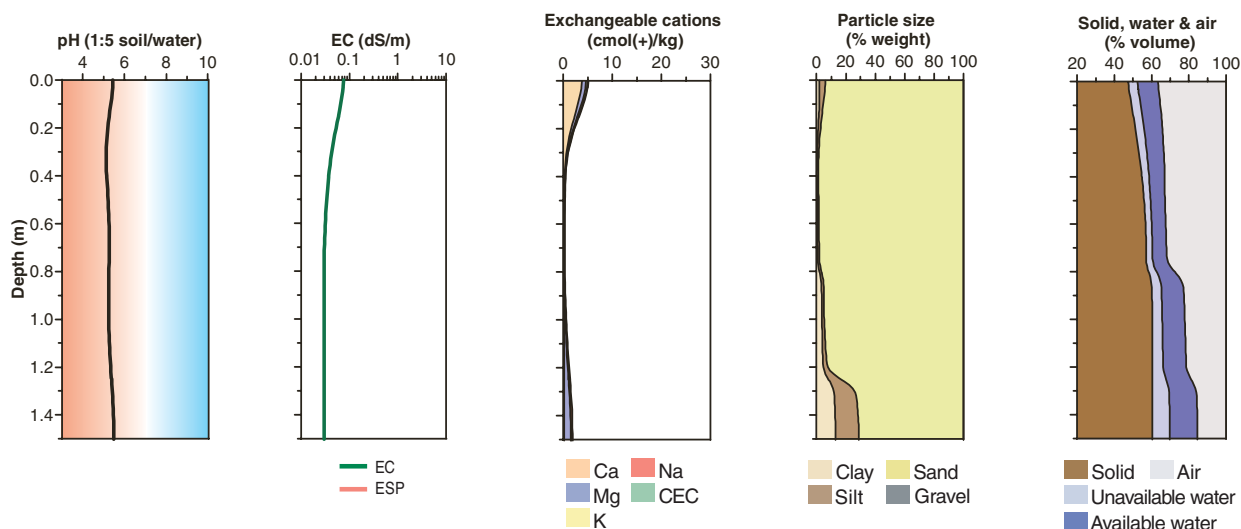 pH (1:5 soil/water)
4 6 8 10
EC (dS/m)
0.01 0.1 1 10
Exchangeable cations
(cmol(+)/kg)
0 10 20 30
Particle size
(% weight)
0 20 40 60 80 100
Solid, water & air
(% volume)
20 40 60 80 100
Depth (m)
0.0
0.2
0.4
0.6
0.8
1.0
1.2
1.4
EC
ESP
Ca Na
Mg CEC
K
Clay Sand
Silt Gravel
Solid Air
Unavailable water
Available water